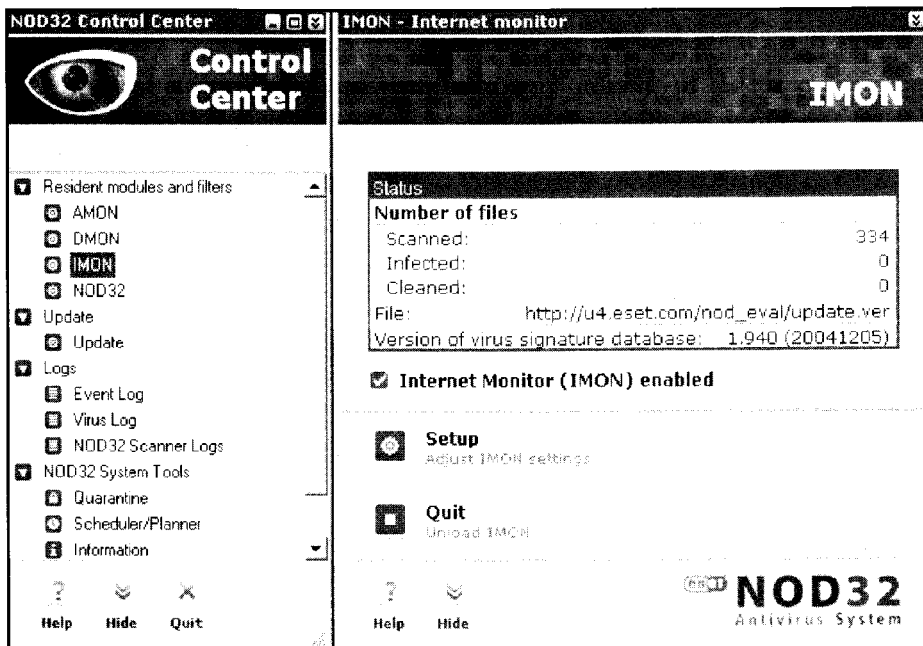 NOD32 Control Center
Control
Center
Resident modules and filters
AMON
DMON
IMON
NOD32
Update
Update
Logs
Event Log
Virus Log
NOD32 Scanner Logs
NOD32 System Tools
Quarantine
Scheduler/Planner
Information
Help Hide Quit
IMON - Internet monitor
IMON
Status
Number of files
Scanned: 334
Infected: 0
Cleaned: 0
File: http://u4.eset.com/nod_eval/update.ver
Version of virus signature database: 1.940 (20041205)
Internet Monitor (IMON) enabled
Setup
Adjust IMON settings
Quit
Unload IMON
Help Hide
eset NOD32
Antivirus System